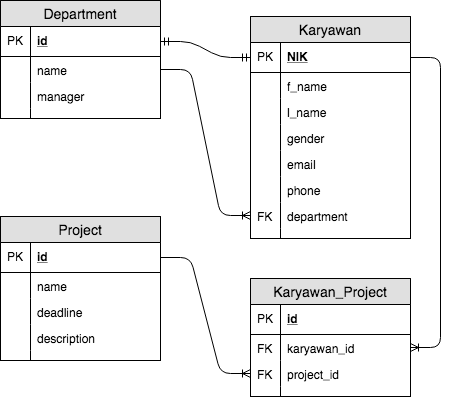 Department
PK id
name
manager
Karyawan
PK NIK
f_name
l_name
gender
email
phone
FK department
Project
PK id
name
deadline
description
Karyawan_Project
PK id
FK karyawan_id
FK project_id